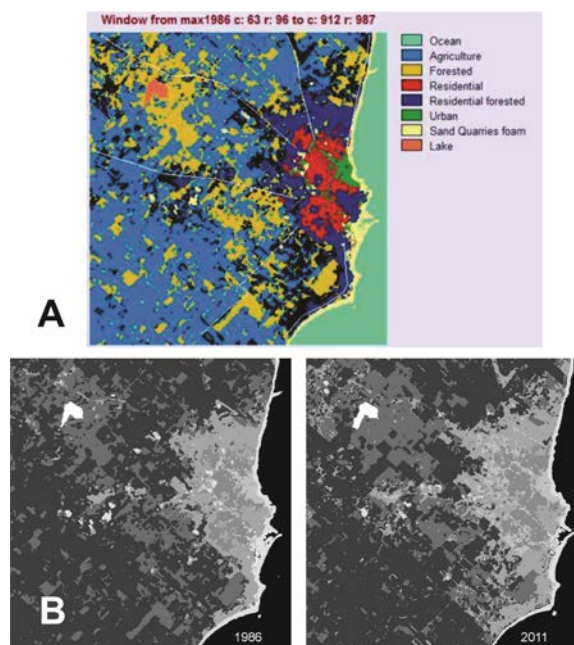 Window from max1986 c: 63 r: 96 to c: 912 r: 987
Ocean
Agriculture
Forested
Residential
Residential forested
Urban
Sand Quarries foam
Lake
A
B
1986
2011